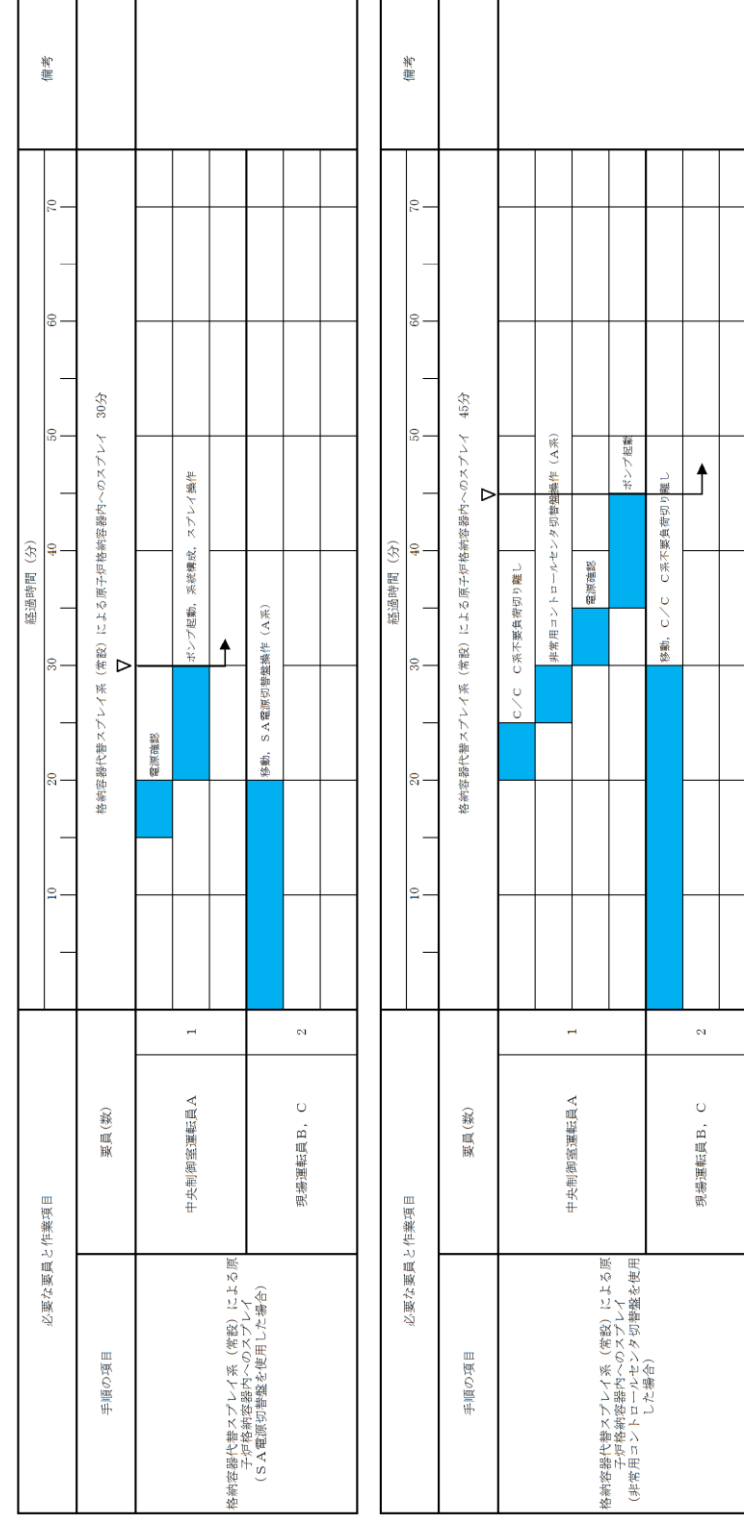 必要な要員と作業項目
経過時間（分）
備考
手順の項目
要員(数)
10
20
30
40
50
60
70
格納容器代替スプレイ系（常設）による原子炉格納容器内へのスプレイ　30分
格納容器代替スプレイ系（常設）による原
子炉格納容器内へのスプレイ
（ＳＡ電源切替盤を使用した場合）
中央制御室運転員Ａ
1
電源確認
ポンプ起動，系統構成，スプレイ操作
現場運転員Ｂ，Ｃ
2
移動，ＳＡ電源切替盤操作（Ａ系）
必要な要員と作業項目
経過時間（分）
備考
手順の項目
要員(数)
10
20
30
40
50
60
70
格納容器代替スプレイ系（常設）による原子炉格納容器内へのスプレイ　45分
格納容器代替スプレイ系（常設）による原
子炉格納容器内へのスプレイ
（非常用コントロールセンタ切替盤を使用
した場合）
中央制御室運転員Ａ
1
Ｃ／Ｃ　Ｃ系不要負荷切り離し
非常用コントロールセンタ切替盤操作（Ａ系）
電源確認
ポンプ起動
現場運転員Ｂ，Ｃ
2
移動，Ｃ／Ｃ　Ｃ系不要負荷切り離し